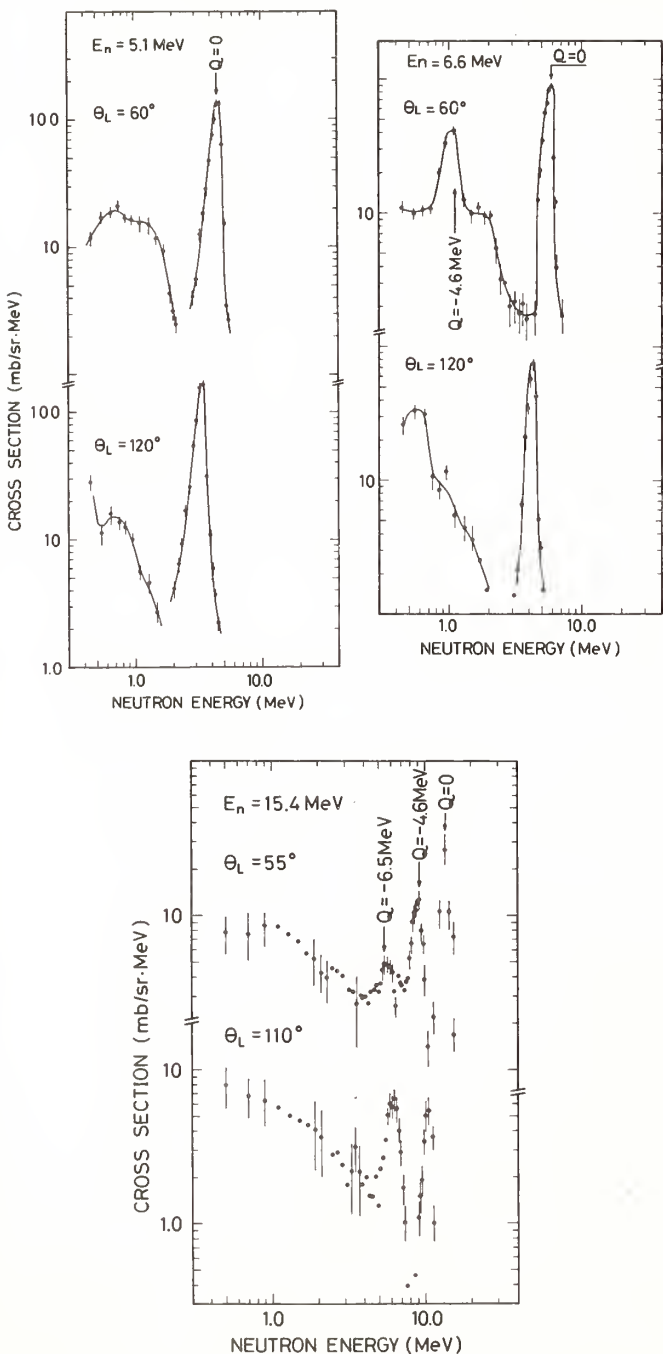 En = 5.1 MeV
Q=0
θL = 60°
100
10
θL = 120°
100
10
1.0
1.0
10.0
NEUTRON ENERGY (MeV)
CROSS SECTION (mb/sr·MeV)
En = 6.6 MeV
Q=0
θL = 60°
10
Q=-4.6 MeV
θL = 120°
10
1.0
10.0
NEUTRON ENERGY (MeV)
En = 15.4 MeV
Q=-6.5 MeV
Q=-4.6MeV
Q=0
θL = 55°
10
θL = 110°
10
1.0
1.0
10.0
NEUTRON ENERGY (MeV)
CROSS SECTION (mb/sr·MeV)